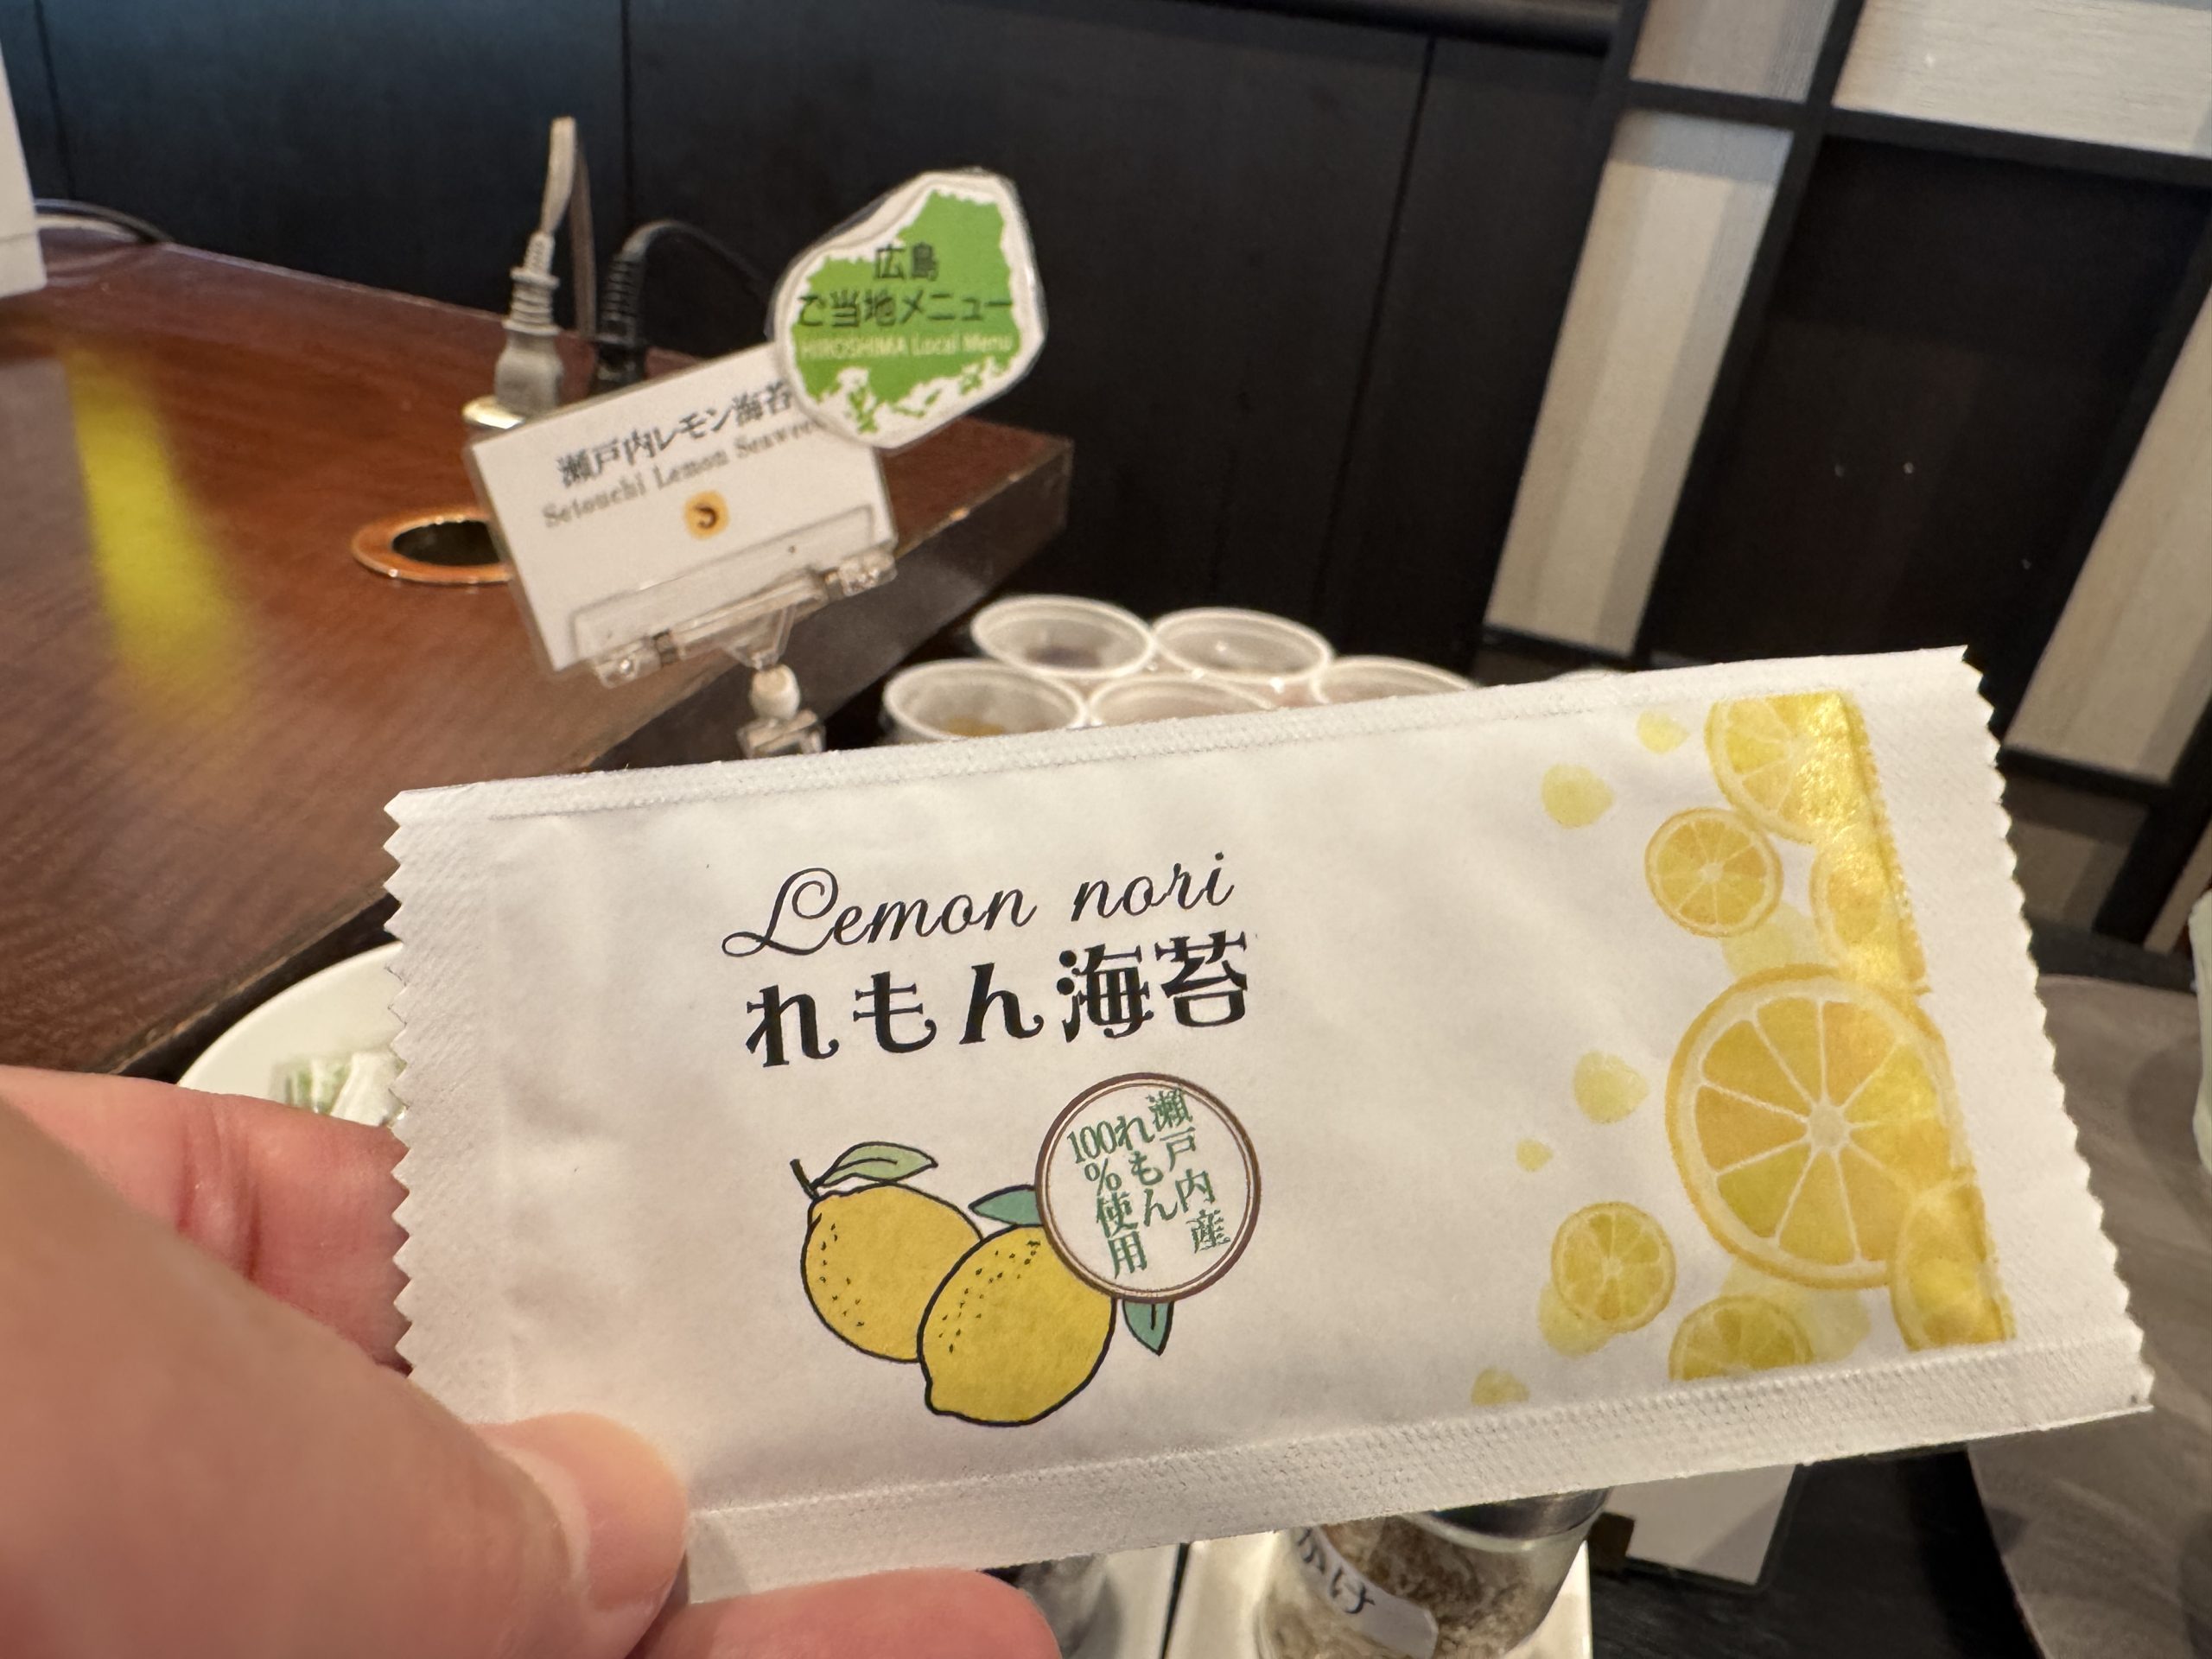 広島
ご当地メニュー
HIROSHIMA Local Menu
瀬戸内レモン海苔
Setouchi Lemon
Lemon nori
れもん海苔
瀬戸内産
れもん
100%使用
かけ